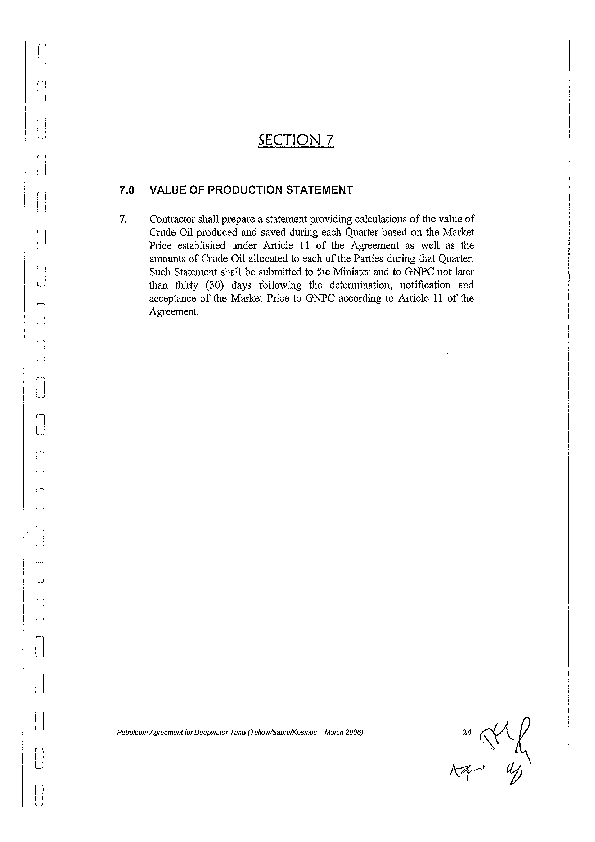 SECTION 7
7.0 VALUE OF PRODUCTION STATEMENT
7. Contractor shall prepare a statement providing calculations of the value of
Crude Oil produced and saved during each Quarter based on the Market
Price established under Article 11 of the Agreement as well as the
amounts of Crude Oil allocated to each of the Parties during that Quarter.
Such Statement shall be submitted to the Minister and to GNPC not later
than thirty (30) days following the determination, notification and
acceptance of the Market Price to GNPC according to Article 11 of the
Agreement.
Petroleum Agreement for Deepwater Tano (Tullow/Sabre/Kosmos – March 2006) 24